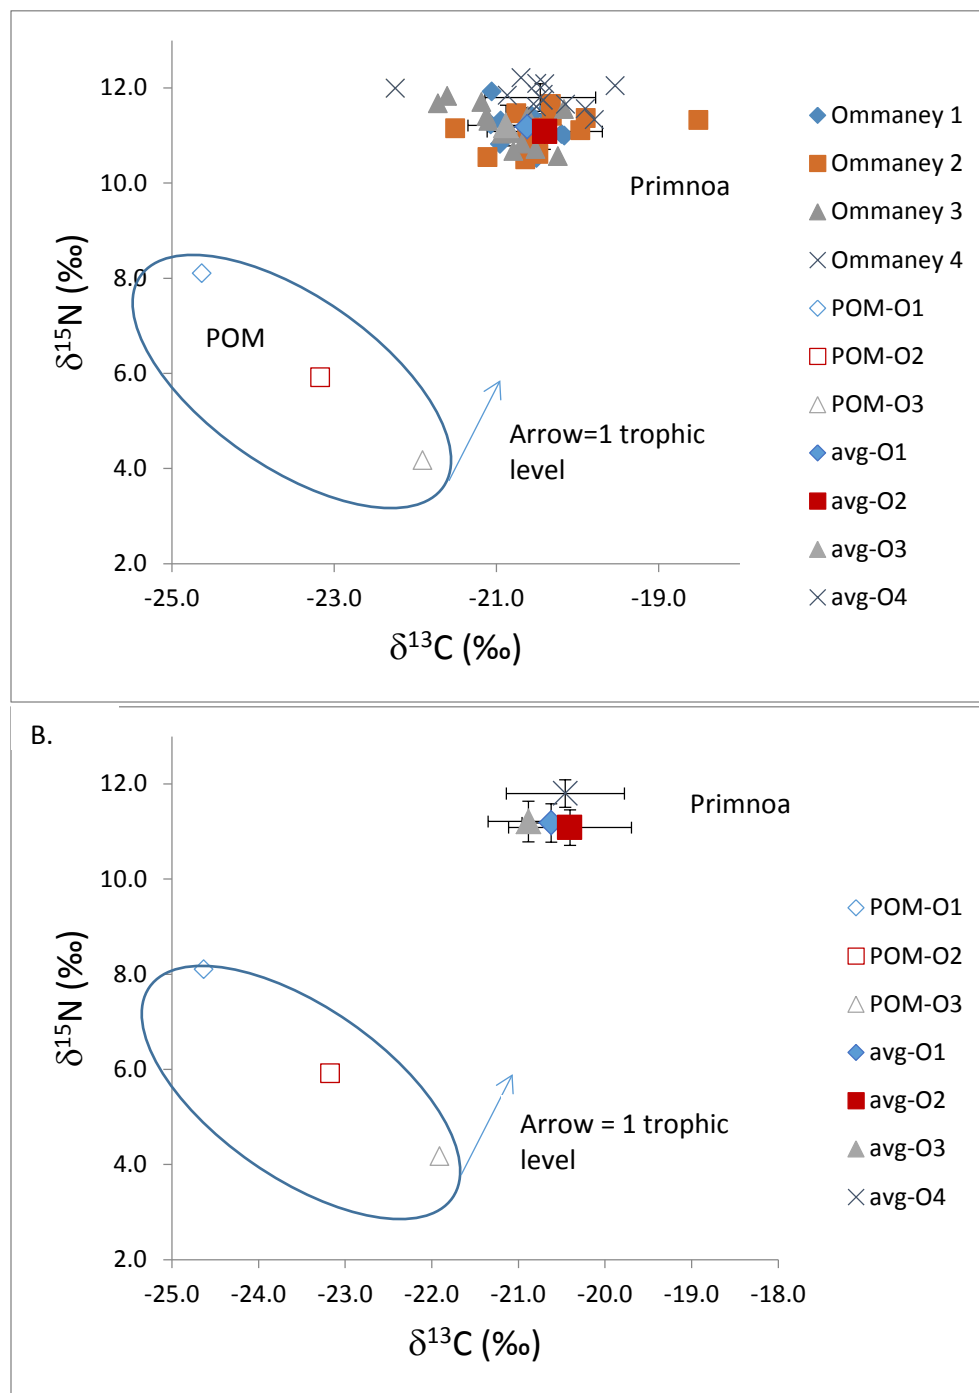 12.0
10.0
8.0
6.0
4.0
2.0
δ15N (‰)
-25.0 -23.0 -21.0 -19.0
δ13C (‰)
Primnoa
POM
Arrow=1 trophic
level
Ommaney 1
Ommaney 2
Ommaney 3
Ommaney 4
POM-O1
POM-O2
POM-O3
avg-O1
avg-O2
avg-O3
avg-O4
B.
12.0
10.0
8.0
6.0
4.0
2.0
δ15N (‰)
-25.0 -24.0 -23.0 -22.0 -21.0 -20.0 -19.0 -18.0
δ13C (‰)
Primnoa
Arrow = 1 trophic
level
POM-O1
POM-O2
POM-O3
avg-O1
avg-O2
avg-O3
avg-O4